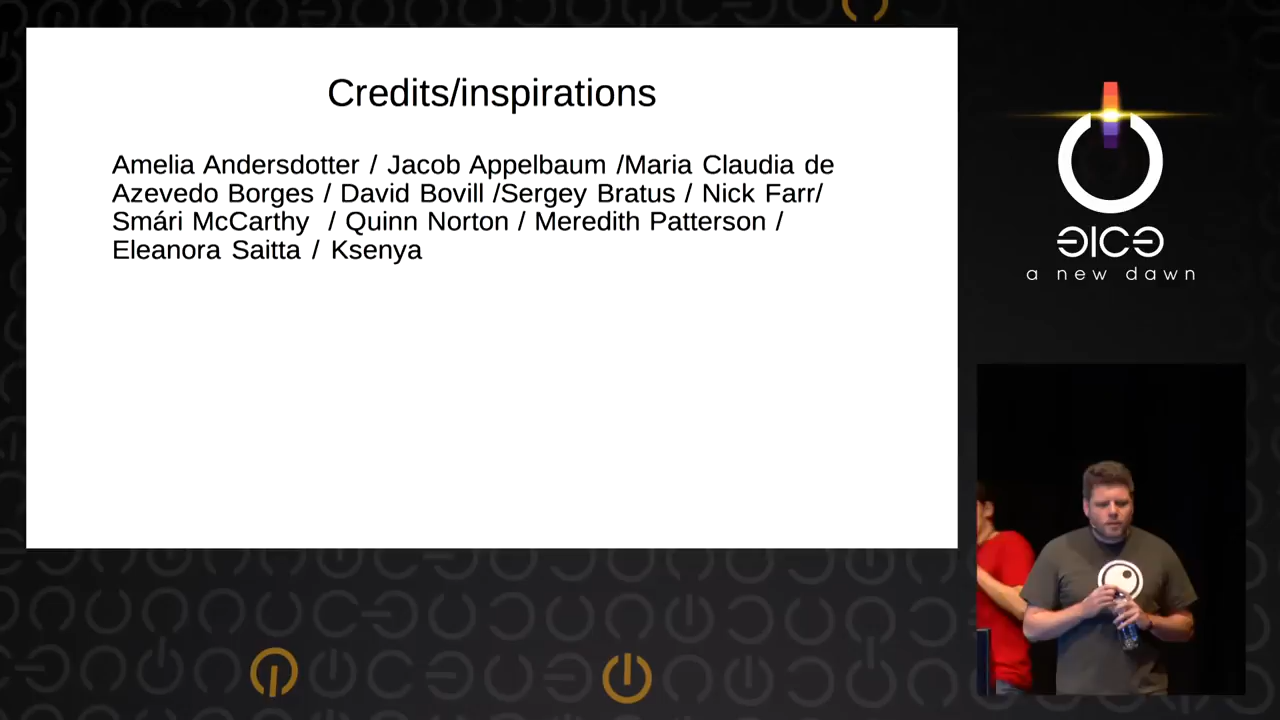 Credits/inspirations
Amelia Andersdotter / Jacob Appelbaum /Maria Claudia de
Azevedo Borges / David Bovill /Sergey Bratus / Nick Farr/
Smári McCarthy / Quinn Norton / Meredith Patterson /
Eleanora Saitta / Ksenya
a new dawn